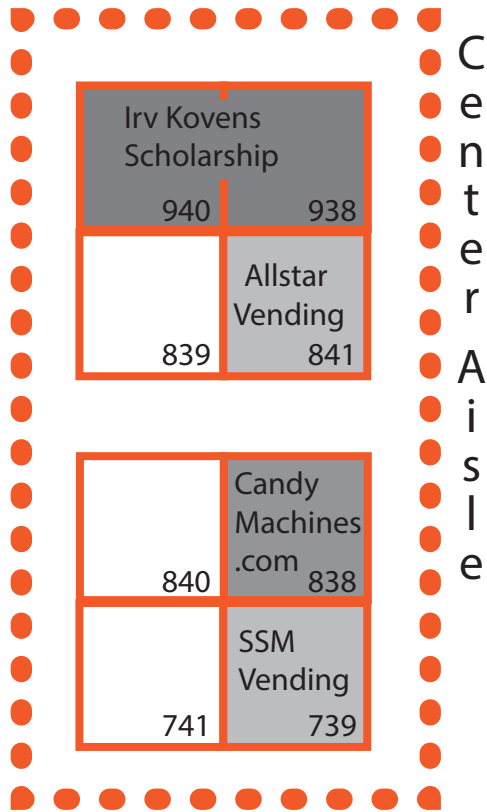 Irv Kovens
Scholarship
940 938
Allstar
Vending
839 841
Candy
Machines
.com
840 838
SSM
Vending
741 739
Center Aisle